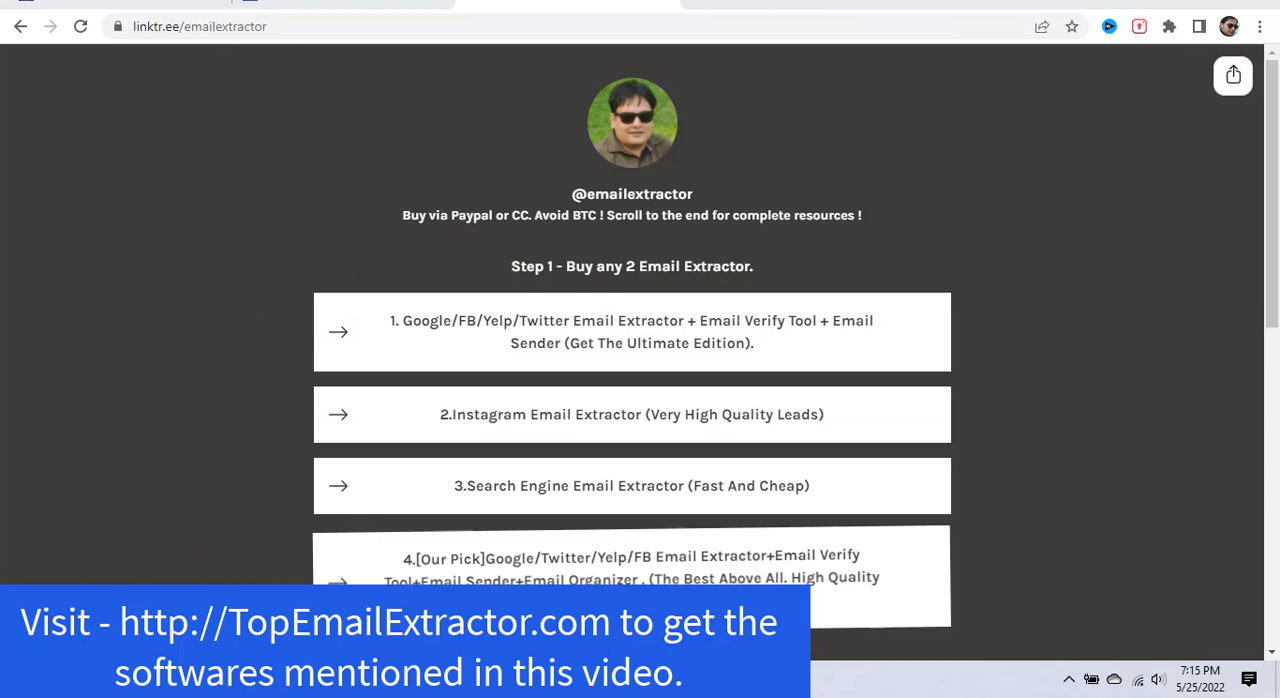 linktr.ee/emailextractor
@emailextractor
Buy via Paypal or CC. Avoid BTC ! Scroll to the end for complete resources !
Step 1 - Buy any 2 Email Extractor.
1. Google/FB/Yelp/Twitter Email Extractor + Email Verify Tool + Email
Sender (Get The Ultimate Edition).
2.Instagram Email Extractor (Very High Quality Leads)
3.Search Engine Email Extractor (Fast And Cheap)
4.[Our Pick]Google/Twitter/Yelp/FB Email Extractor+Email Verify
Tool+Email Sender+Email Organizer . (The Best Above All. High Quality
Visit - http://TopEmailExtractor.com to get the
softwares mentioned in this video.
7:15 PM
5/25/2022